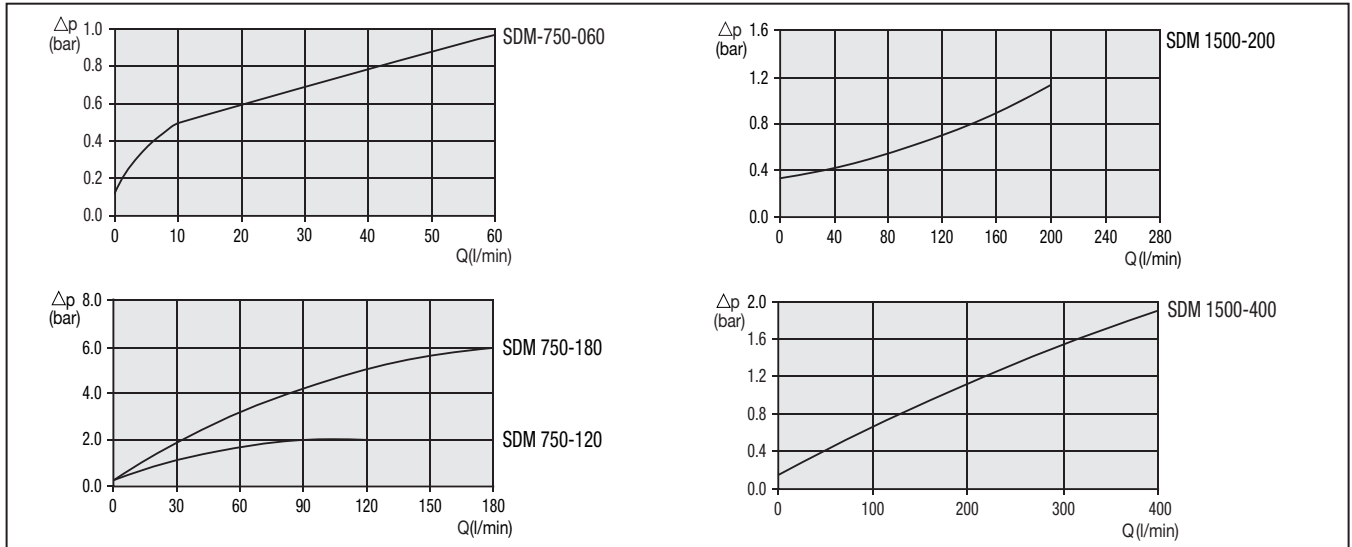 △p
(bar)
1.0
0.8
0.6
0.4
0.2
0.0
0 10 20 30 40 50 60
Q(l/min)
SDM-750-060
△p
(bar)
1.6
1.2
0.8
0.4
0.0
0 40 80 120 160 200 240 280
Q(l/min)
SDM 1500-200
△p
(bar)
8.0
6.0
4.0
2.0
0.0
0 30 60 90 120 150 180
Q(l/min)
SDM 750-180
SDM 750-120
△p
(bar)
2.0
1.6
1.2
0.8
0.4
0.0
0 100 200 300 400
Q(l/min)
SDM 1500-400